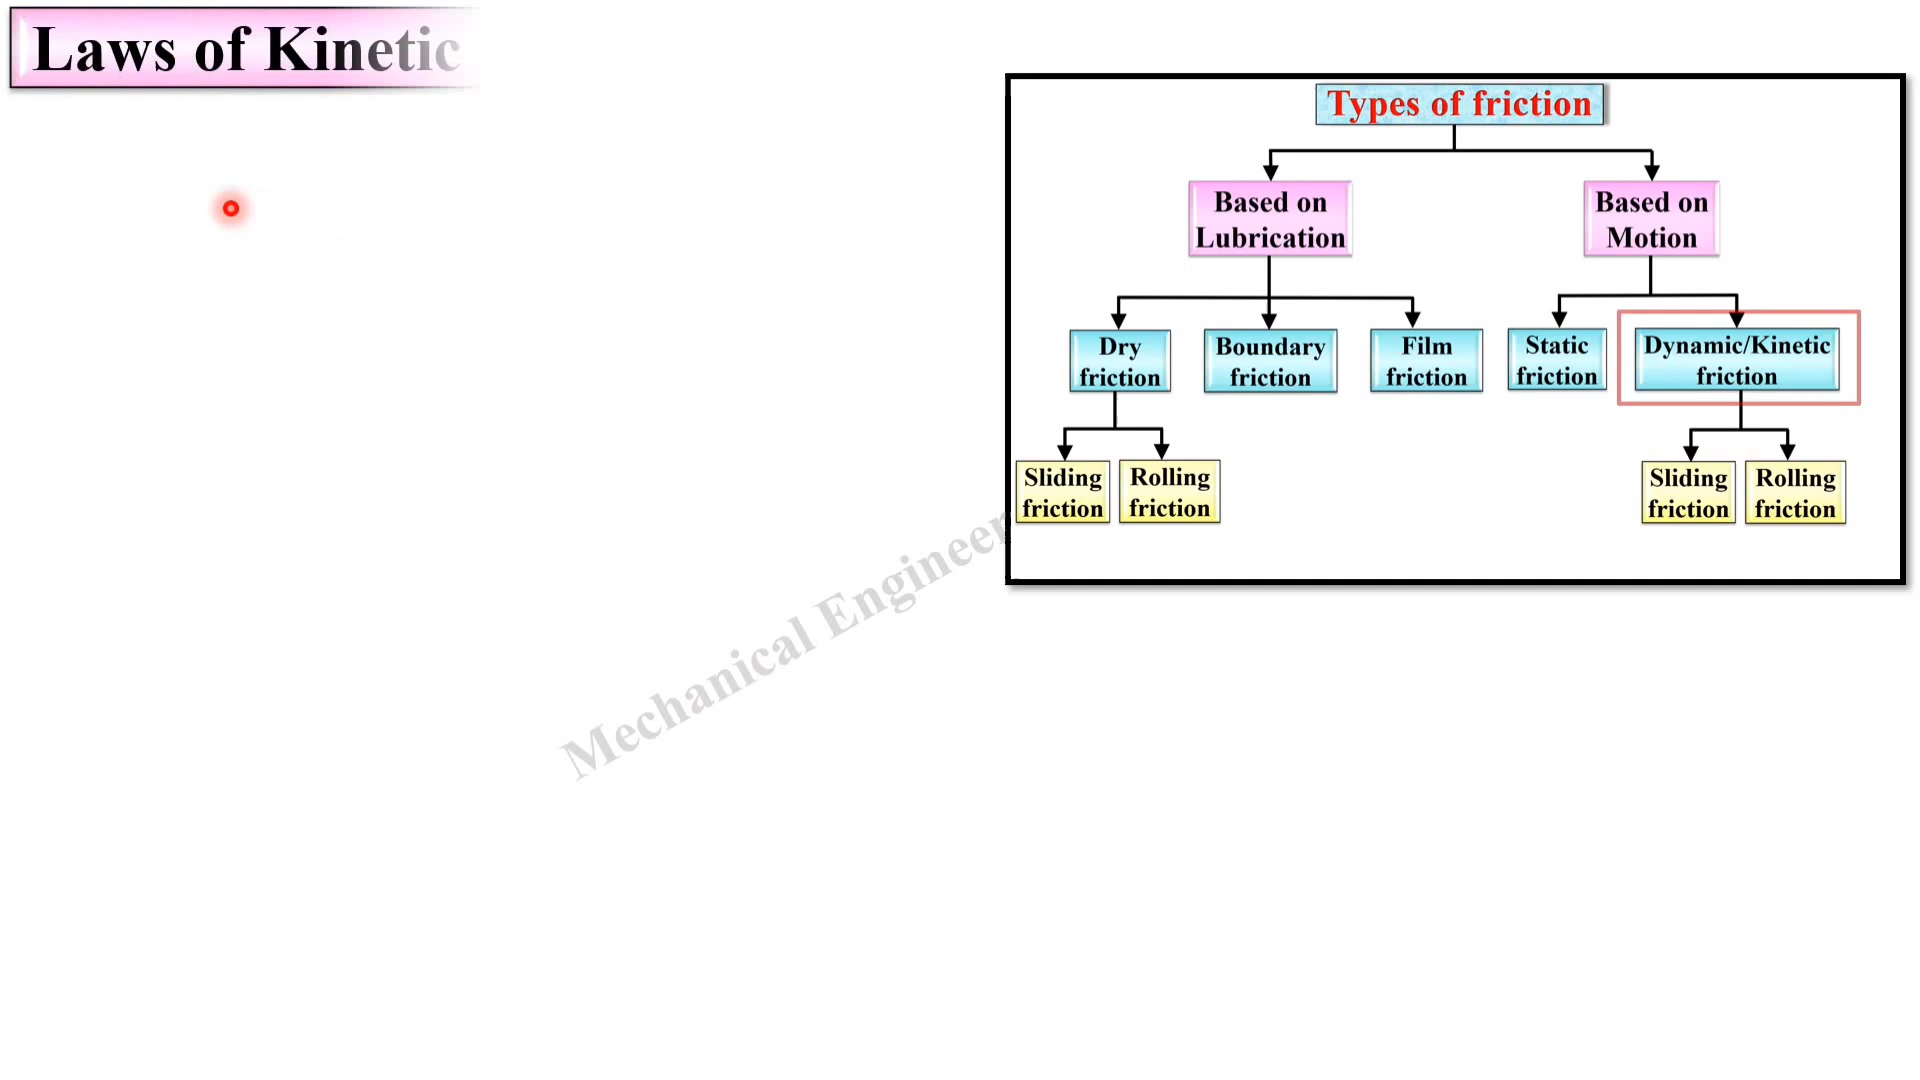 Laws of Kinetic
Types of friction
Based on
Lubrication
Based on
Motion
Dry
friction
Boundary
friction
Film
friction
Static
friction
Dynamic/Kinetic
friction
Sliding
friction
Rolling
friction
Sliding
friction
Rolling
friction
Mechanical Engineer